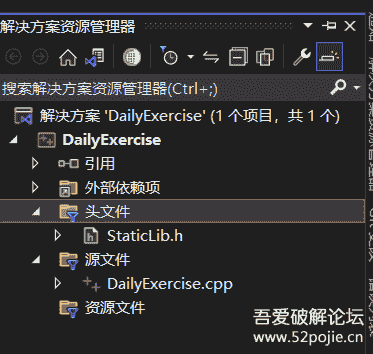 解决方案资源管理器
搜索解决方案资源管理器(Ctrl+;)
解决方案 'DailyExercise' (1 个项目，共 1 个)
DailyExercise
引用
外部依赖项
头文件
StaticLib.h
源文件
DailyExercise.cpp
资源文件
吾爱破解论坛
www.52pojie.cn